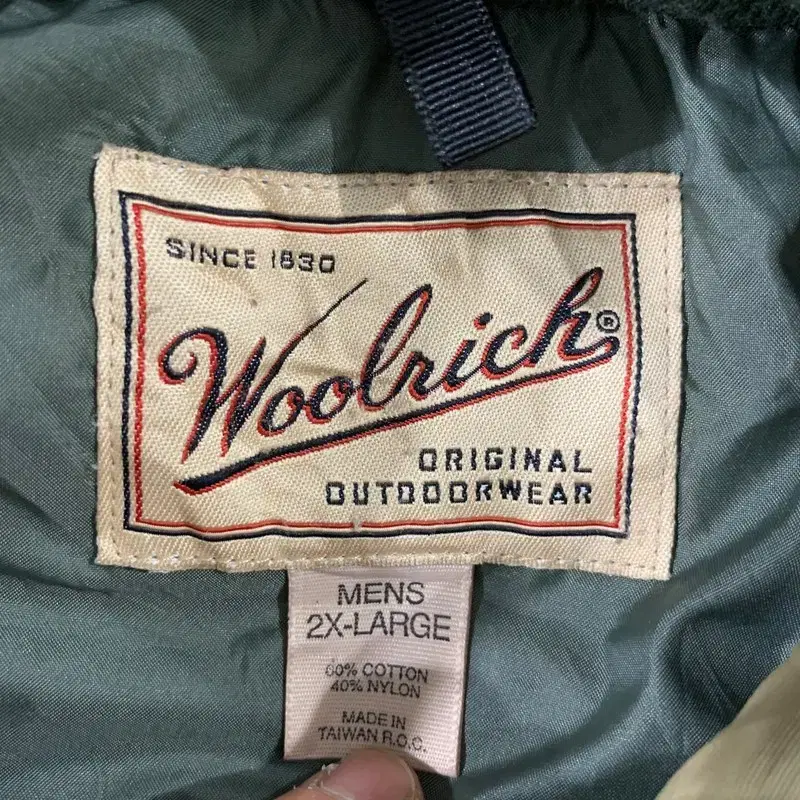 SINCE 1830
Woolrich®
ORIGINAL
OUTDOORWEAR
MENS
2X-LARGE
60% COTTON
40% NYLON
MADE IN
TAIWAN R.O.C.